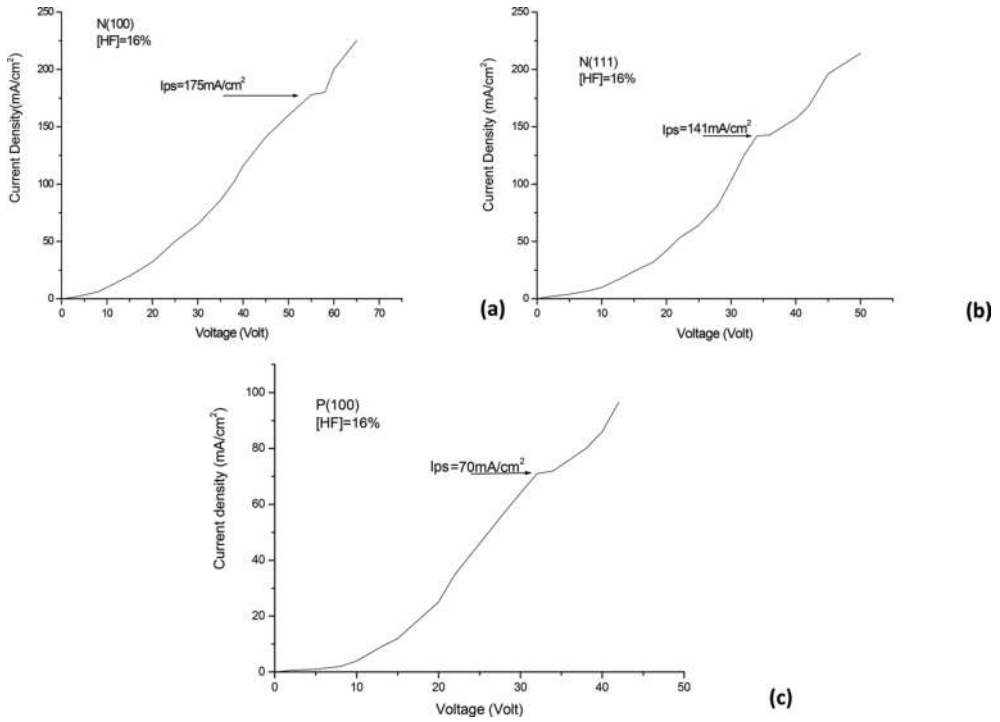 N(100)
[HF]=16%
Ips=175mA/cm²
Current Density(mA/cm²)
250
200
150
100
50
0
0 10 20 30 40 50 60 70
Voltage (Volt)
(a)
N(111)
[HF]=16%
Ips=141mA/cm²
Current Density (mA/cm²)
250
200
150
100
50
0
0 10 20 30 40 50
Voltage (Volt)
(b)
P(100)
[HF]=16%
Ips=70mA/cm²
Current density (mA/cm²)
100
80
60
40
20
0
0 10 20 30 40 50
Voltage (Volt)
(c)